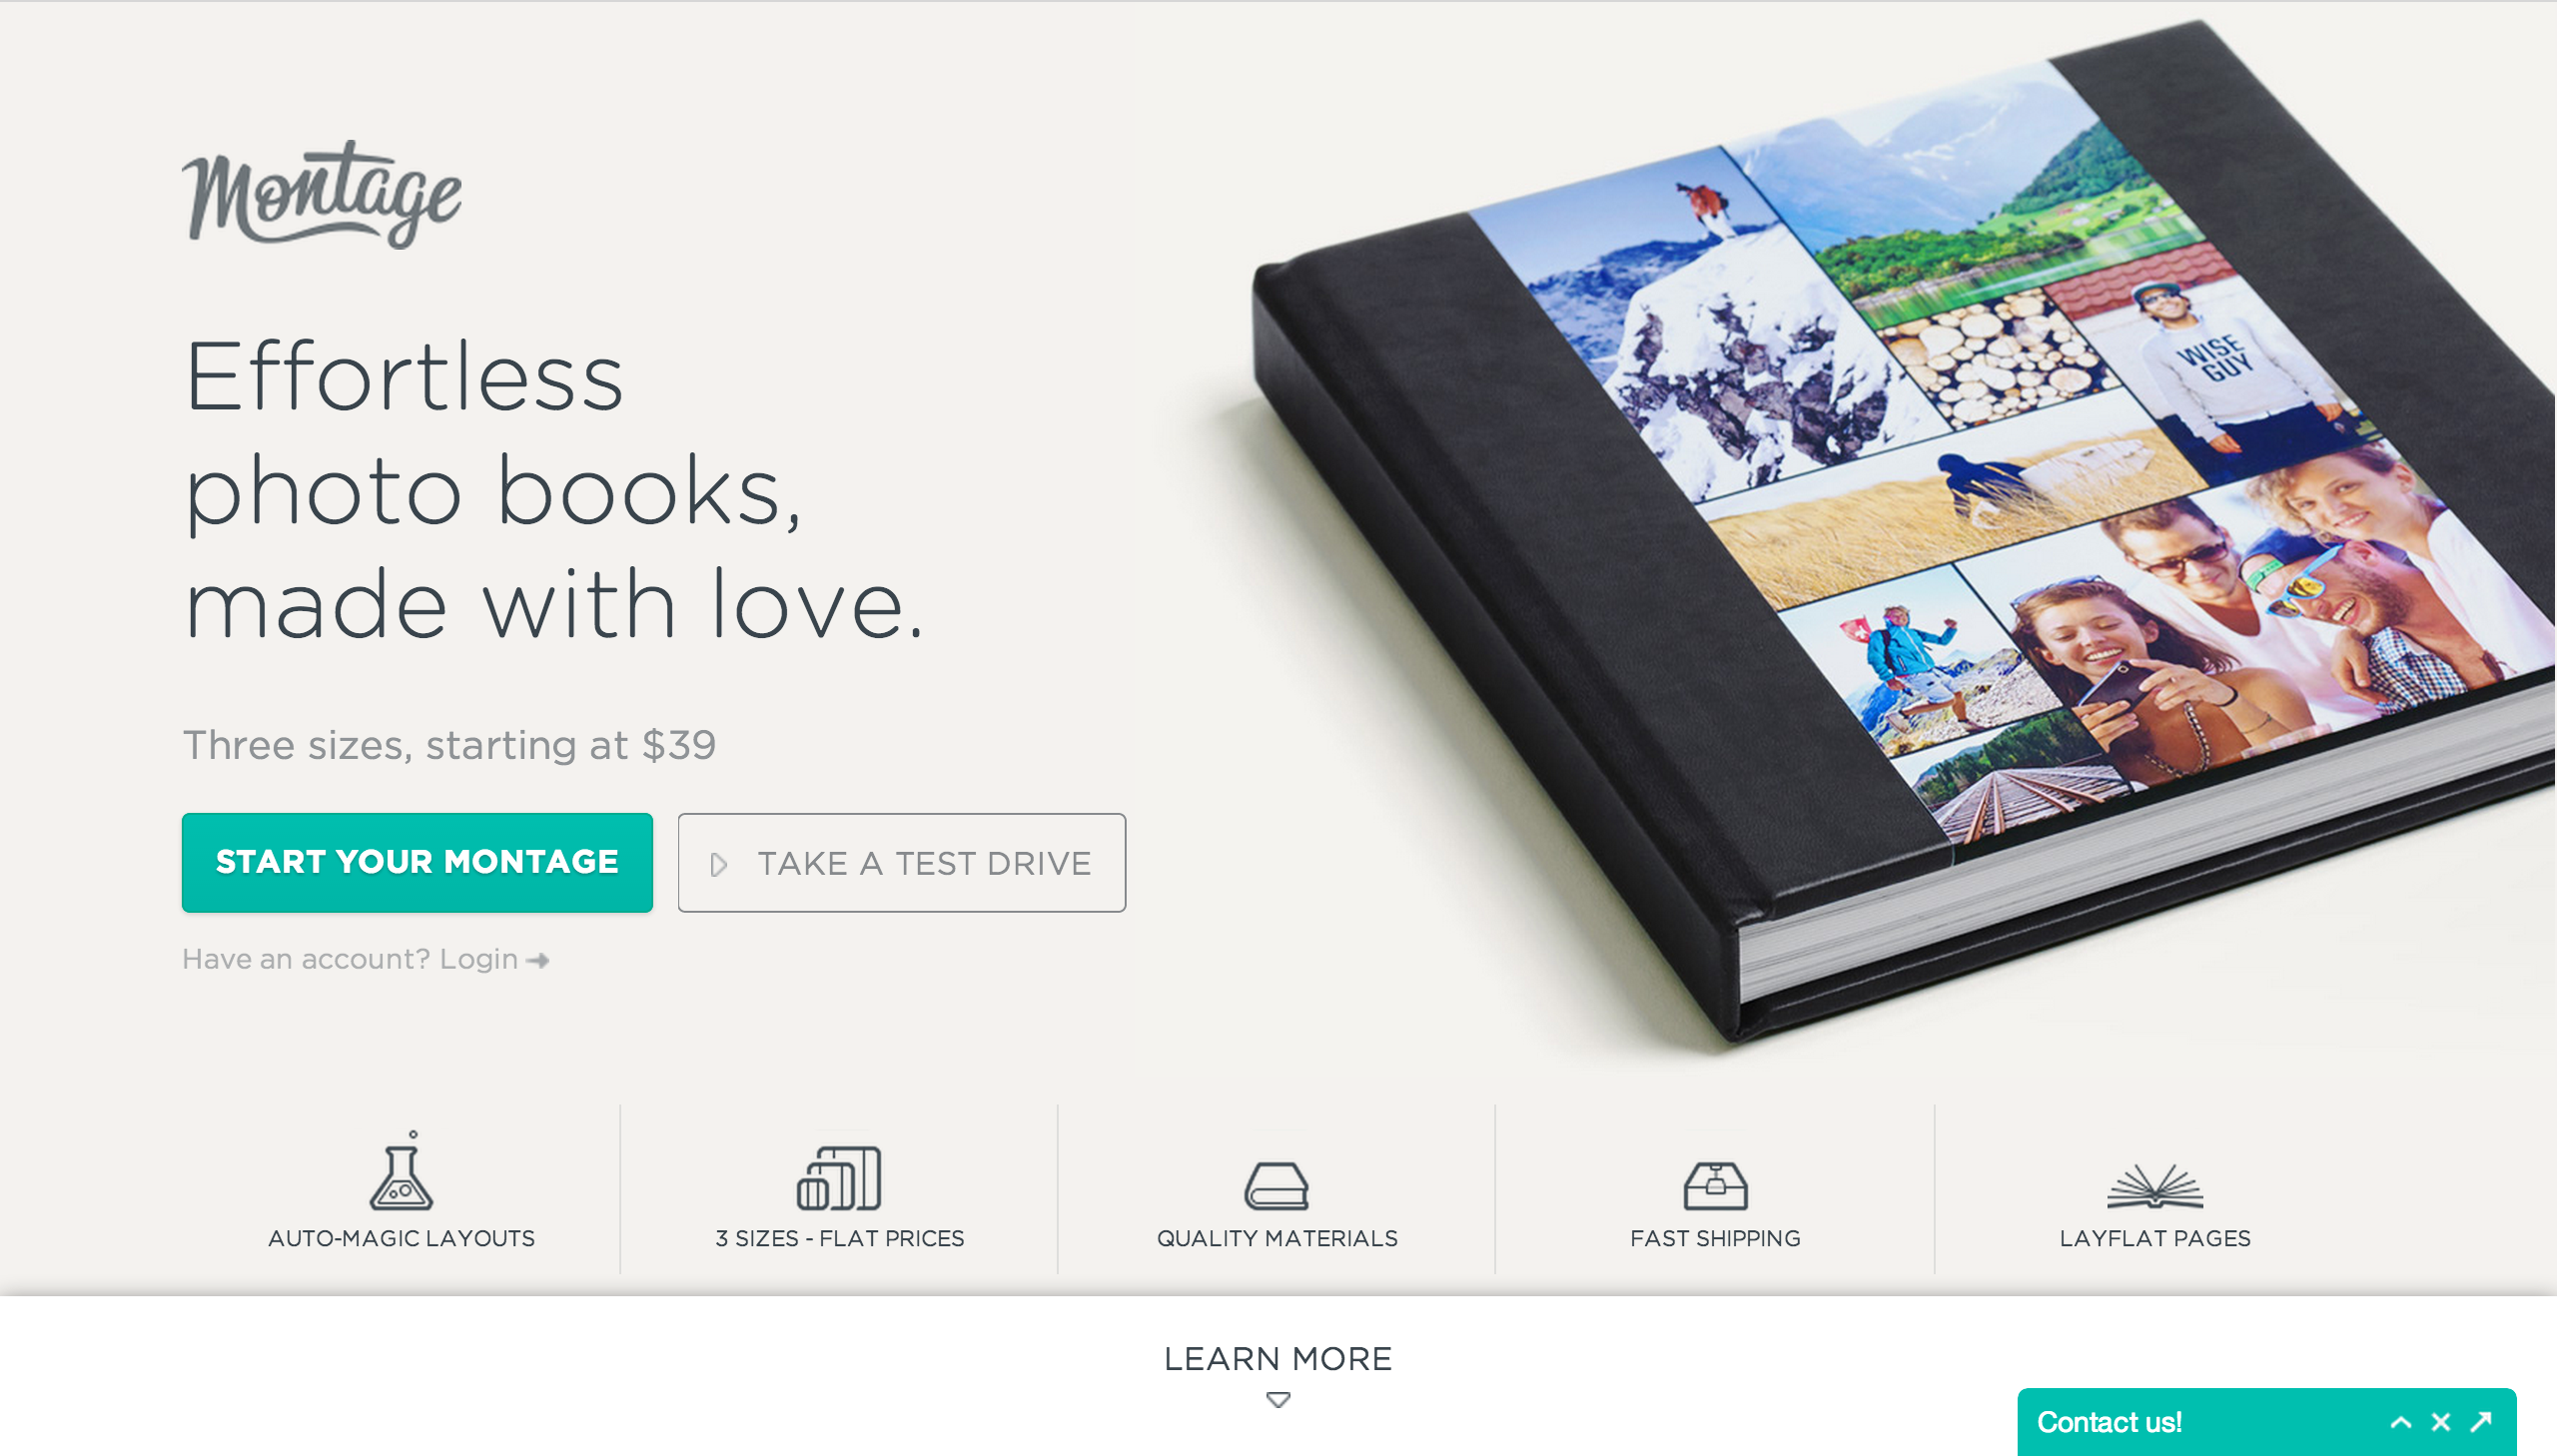 Montage
Effortless
photo books,
made with love.
Three sizes, starting at $39
START YOUR MONTAGE
TAKE A TEST DRIVE
Have an account? Login
WISE
GUY
AUTO-MAGIC LAYOUTS
3 SIZES - FLAT PRICES
QUALITY MATERIALS
FAST SHIPPING
LAYFLAT PAGES
LEARN MORE
Contact us!